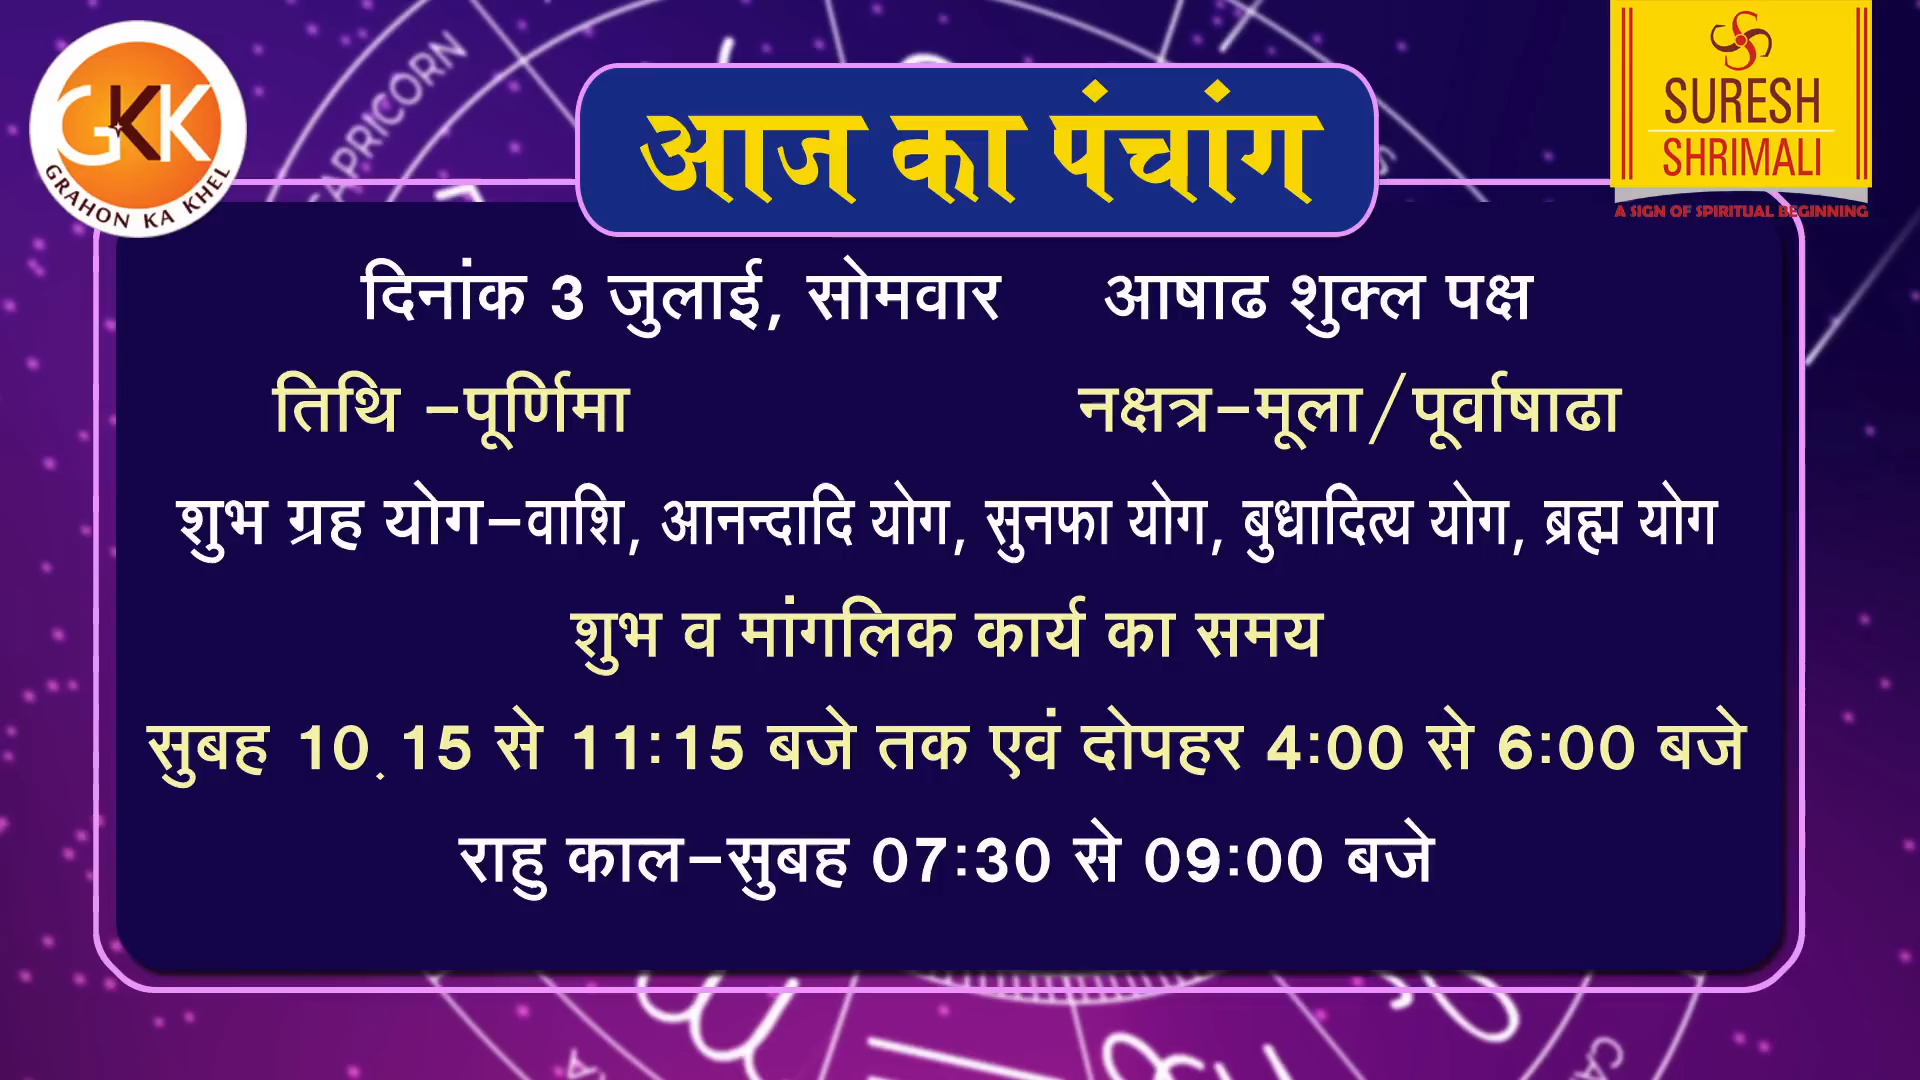 CAPRICORN
GKK
GRAHON KA KHEL
आज का पंचांग
SURESH
SHRIMALI
A SIGN OF SPIRITUAL BEGINNING
दिनांक 3 जुलाई, सोमवार आषाढ शुक्ल पक्ष
तिथि -पूर्णिमा नक्षत्र-मूला/पूर्वाषाढा
शुभ ग्रह योग-वाशि, आनन्दादि योग, सुनफा योग, बुधादित्य योग, ब्रह्म योग
शुभ व मांगलिक कार्य का समय
सुबह 10.15 से 11:15 बजे तक एवं दोपहर 4:00 से 6:00 बजे
राहु काल-सुबह 07:30 से 09:00 बजे